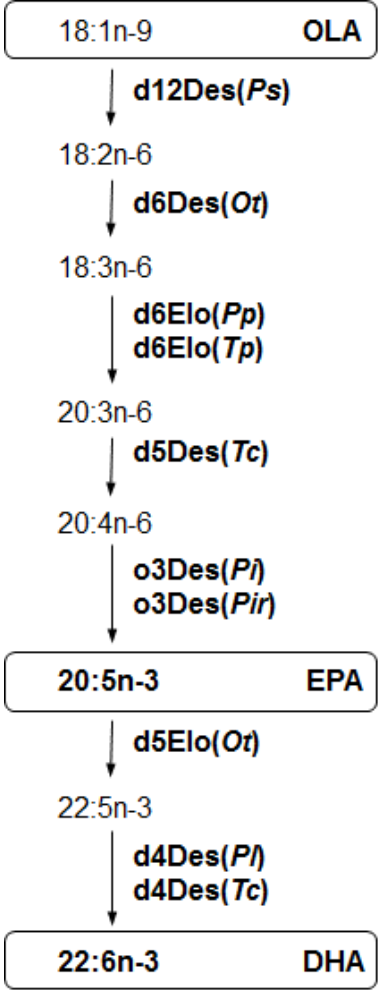 18:1n-9 OLA
d12Des(Ps)
18:2n-6
d6Des(Ot)
18:3n-6
d6Elo(Pp)
d6Elo(Tp)
20:3n-6
d5Des(Tc)
20:4n-6
o3Des(Pi)
o3Des(Pir)
20:5n-3 EPA
d5Elo(Ot)
22:5n-3
d4Des(Pl)
d4Des(Tc)
22:6n-3 DHA